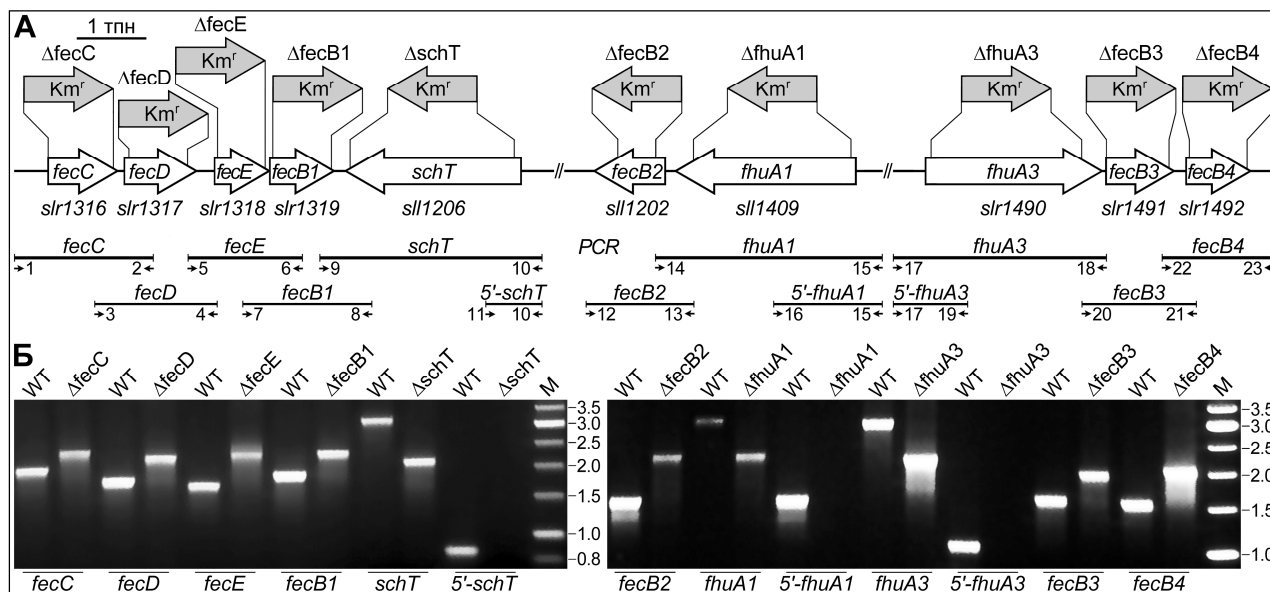 А
1 тпн
ΔfecC
ΔfecD
ΔfecE
ΔfecB1
ΔschT
ΔfecB2
ΔfhuA1
ΔfhuA3
ΔfecB3
ΔfecB4
Kmʳ Kmʳ Kmʳ Kmʳ Kmʳ Kmʳ Kmʳ Kmʳ Kmʳ Kmʳ
fecC fecD fecE fecB1 schT // fecB2 fhuA1 // fhuA3 fecB3 fecB4
slr1316 slr1317 slr1318 slr1319 sll1206 sll1202 sll1409 slr1490 slr1491 slr1492
fecC fecE schT PCR fhuA1 fhuA3 fecB4
1 2 5 6 9 10 14 15 17 18 22 23
fecD fecB1 5'-schT fecB2 5'-fhuA1 5'-fhuA3 fecB3
3 4 7 8 11 10 12 13 16 15 17 19 20 21
Б
WT ΔfecC WT ΔfecD WT ΔfecE WT ΔfecB1 WT ΔschT WT ΔschT M
-3.5
-3.0
-2.5
-2.0
-1.5
-1.0
-0.8
fecC fecD fecE fecB1 schT 5'-schT
WT ΔfecB2 WT ΔfhuA1 WT ΔfhuA1 WT ΔfhuA3 WT ΔfhuA3 WT ΔfecB3 WT ΔfecB4 M
-3.5
-3.0
-2.5
-2.0
-1.5
-1.0
fecB2 fhuA1 5'-fhuA1 fhuA3 5'-fhuA3 fecB3 fecB4